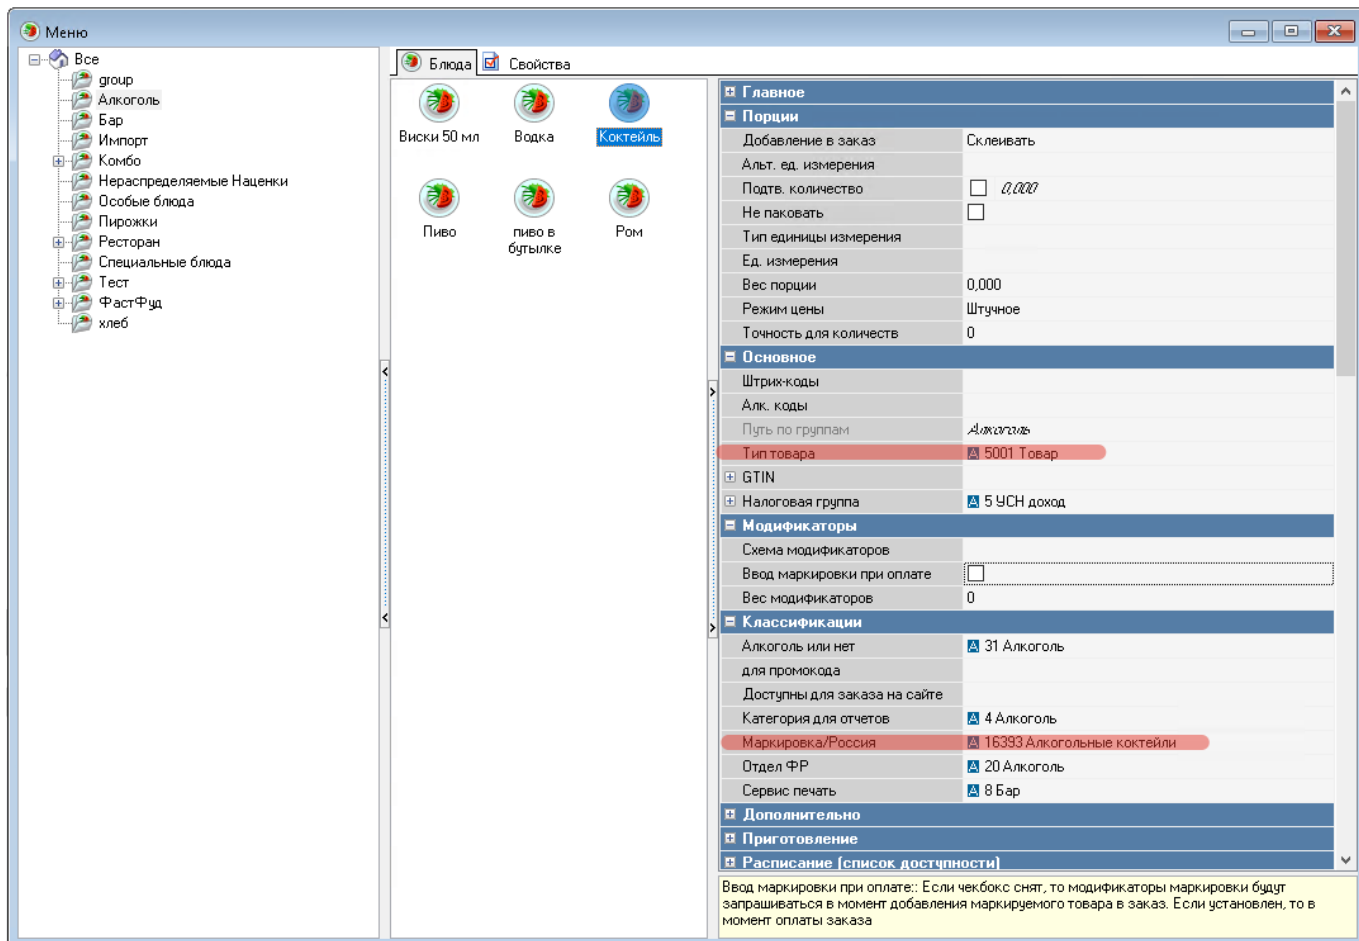 Меню
Все
group
Алкоголь
Бар
Импорт
Комбо
Нераспределяемые Наценки
Особые блюда
Пирожки
Ресторан
Специальные блюда
Тест
ФастФуд
хлеб
Блюда Свойства
Виски 50 мл Водка Коктейль
Пиво пиво в бутылке Ром
Главное
Порции
Добавление в заказ Склеивать
Альт. ед. измерения
Подтв. количество 0,000
Не паковать
Тип единицы измерения
Ед. измерения
Вес порции 0,000
Режим цены Штучное
Точность для количеств 0
Основное
Штрих-коды
Алк. коды
Путь по группам Алкоголь
Тип товара A 5001 Товар
GTIN
Налоговая группа A 5 УСН доход
Модификаторы
Схема модификаторов
Ввод маркировки при оплате
Вес модификаторов 0
Классификации
Алкоголь или нет A 31 Алкоголь
для промокода
Доступны для заказа на сайте
Категория для отчетов A 4 Алкоголь
Маркировка/Россия A 16393 Алкогольные коктейли
Отдел ФР A 20 Алкоголь
Сервис печать A 8 Бар
Дополнительно
Приготовление
Расписание (список доступности)
Ввод маркировки при оплате:: Если чекбокс снят, то модификаторы маркировки будут
запрашиваться в момент добавления маркируемого товара в заказ. Если установлен, то в
момент оплаты заказа